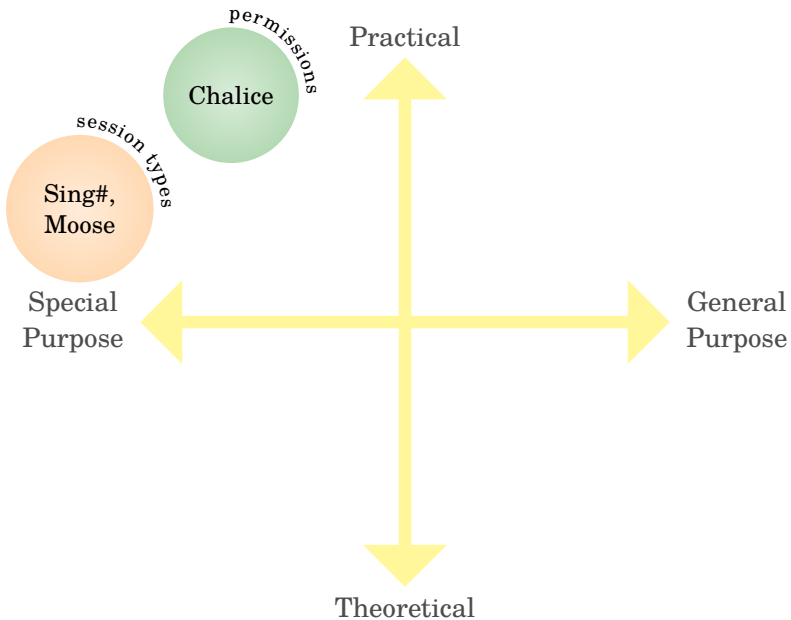 permissions
Practical
Chalice
session types
Sing#,
Moose
Special
Purpose
General
Purpose
Theoretical